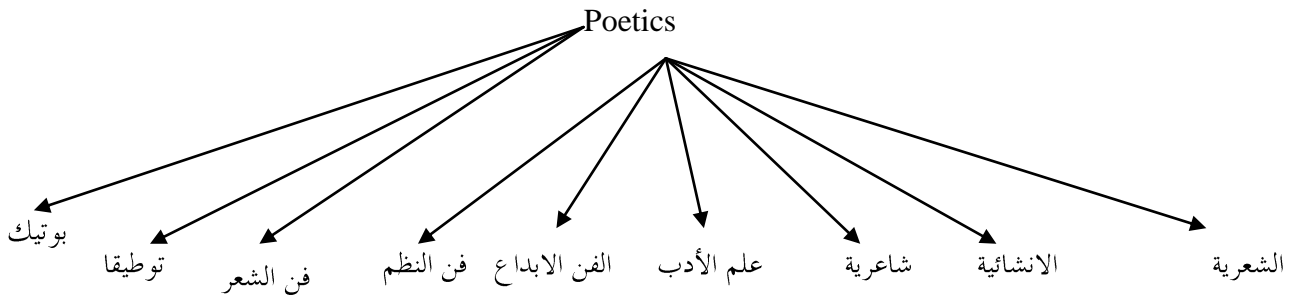 Poetics
الشعرية
الانشائية
شاعرية
علم الأدب
الفن الابداع
فن النظم
فن الشعر
توطيقا
بوتيك